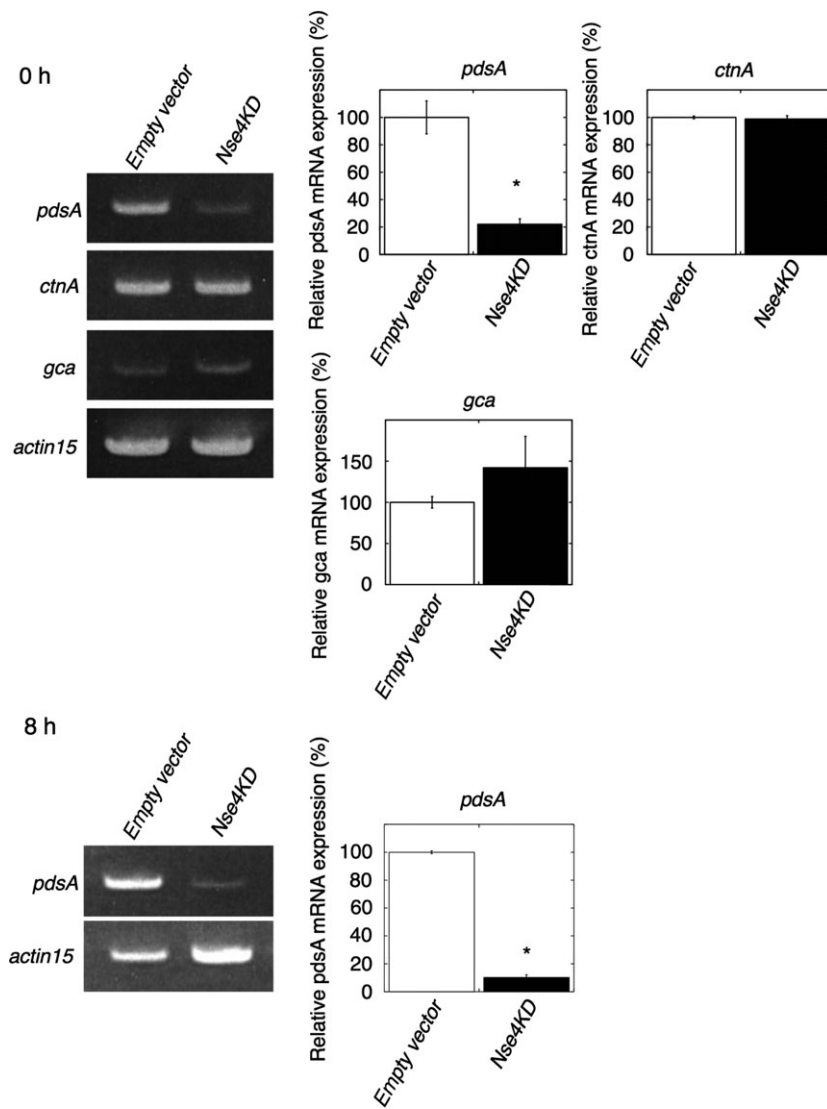 0 h
Empty vector
Nse4KD
pdsA
ctnA
gca
actin15
Relative pdsA mRNA expression (%)
pdsA
100
80
60
40
20
0
*
Empty vector
Nse4KD
Relative ctnA mRNA expression (%)
ctnA
100
80
60
40
20
0
Empty vector
Nse4KD
Relative gca mRNA expression (%)
gca
150
100
50
0
Empty vector
Nse4KD
8 h
Empty vector
Nse4KD
pdsA
actin15
Relative pdsA mRNA expression (%)
pdsA
100
80
60
40
20
0
*
Empty vector
Nse4KD